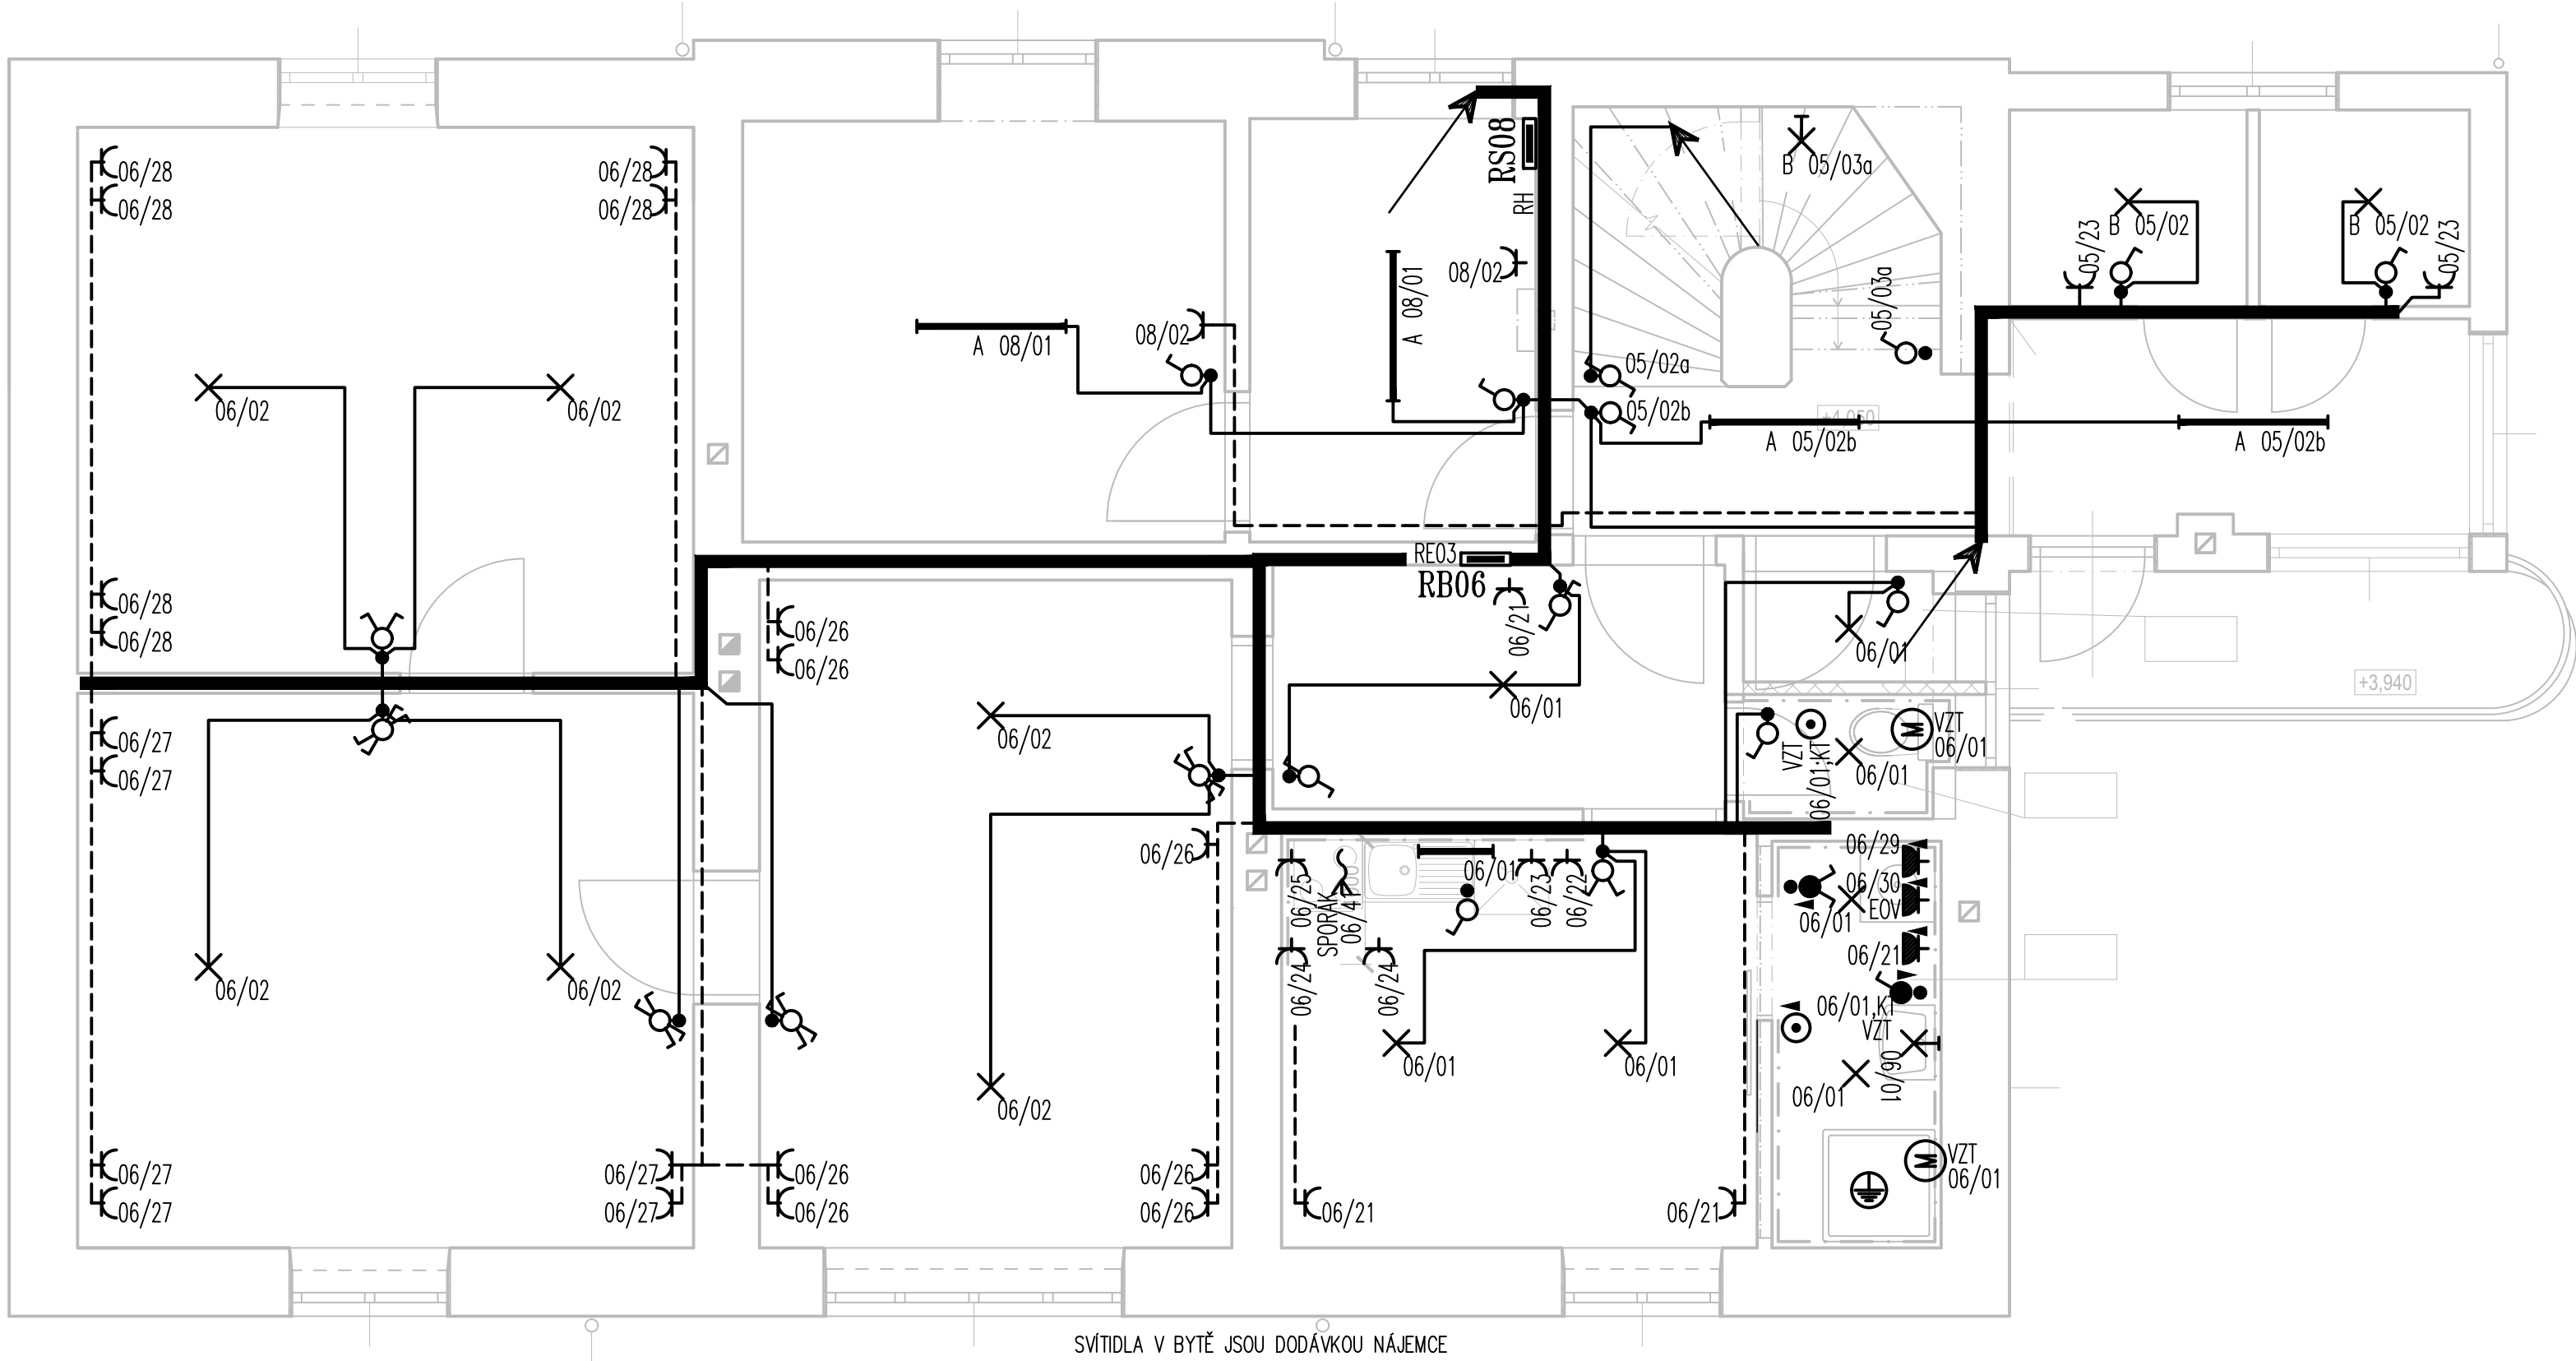 RS08
RH
B 05/03a
06/28
06/28
06/28
06/28
05/23
B 05/02
B 05/02
05/23
A 08/01
08/02
A 08/01
08/02
05/03a
05/02a
05/02b
+4,050
A 05/02b
A 05/02b
06/02
06/02
RE03
RB06
06/28
06/28
06/26
06/26
06/21
06/01
06/01
+3,940
06/27
06/27
06/02
VZT
06/01,KT
06/01
M
VZT
06/01
06/26
06/25
SPORÁK
06/41
06/01
06/23
06/22
06/29
06/30
EOV
06/01
06/21
06/24
06/24
06/02
06/02
06/01,KT
VZT
06/01
06/01
06/01
06/01
06/02
M
VZT
06/01
06/27
06/27
06/27
06/27
06/26
06/26
06/26
06/26
06/21
06/21
SVÍTIDLA V BYTĚ JSOU DODÁVKOU NÁJEMCE